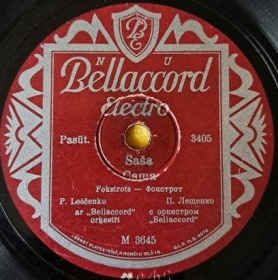 N Ū
Bellaccord
Electro
Pasūt. 3405
Saša
Саша
Fokstrots — Фокстрот
P. Leščenko
ar „Bellaccord"
orķestri
П. Лещенко
с оркестром
„Bellaccord"
M 3645